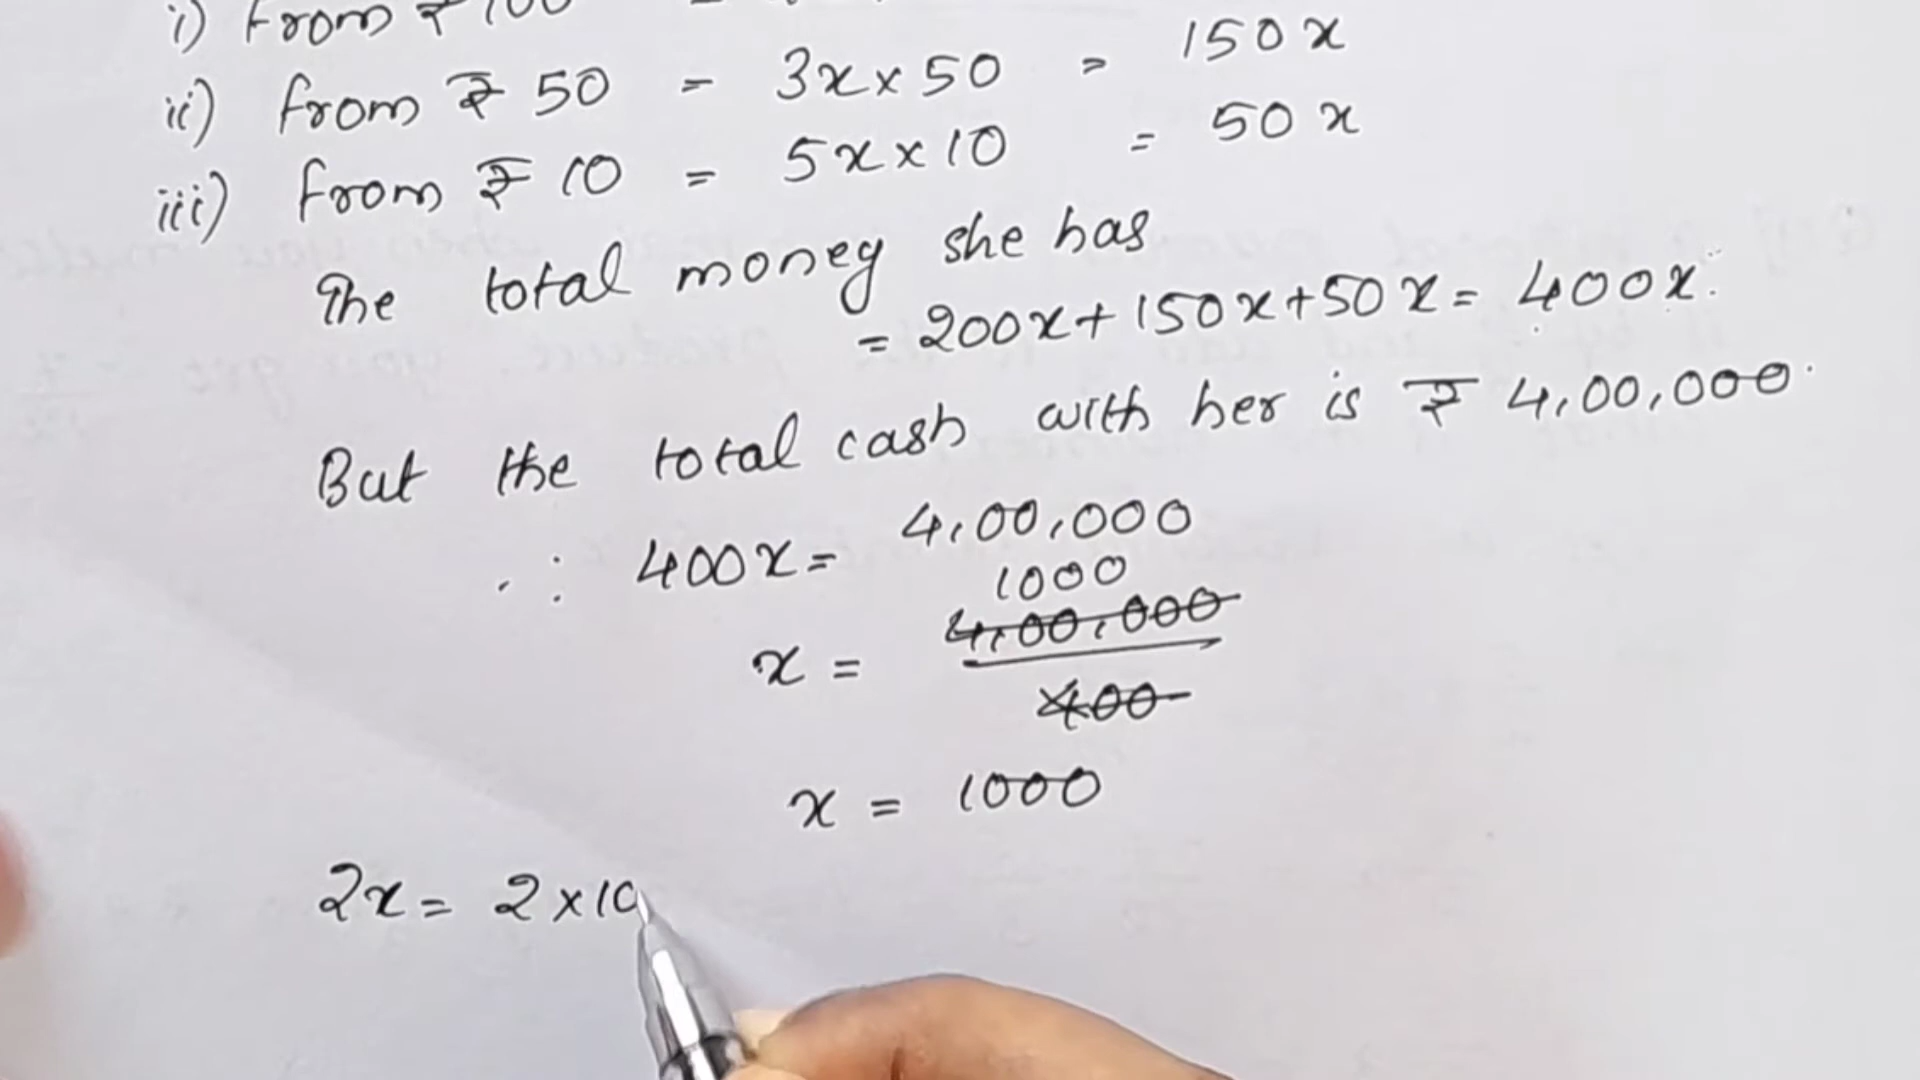 i) From ₹ 100 =
ii) from ₹ 50 = 3x × 50 = 150x
iii) from ₹ 10 = 5x × 10 = 50x
The total money she has
= 200x + 150x + 50x = 400x.
But the total cash with her is ₹ 4,00,000.
∴ 400x = 4,00,000
1000
x = 4,00,000 / 400
x = 1000
2x = 2 × 10